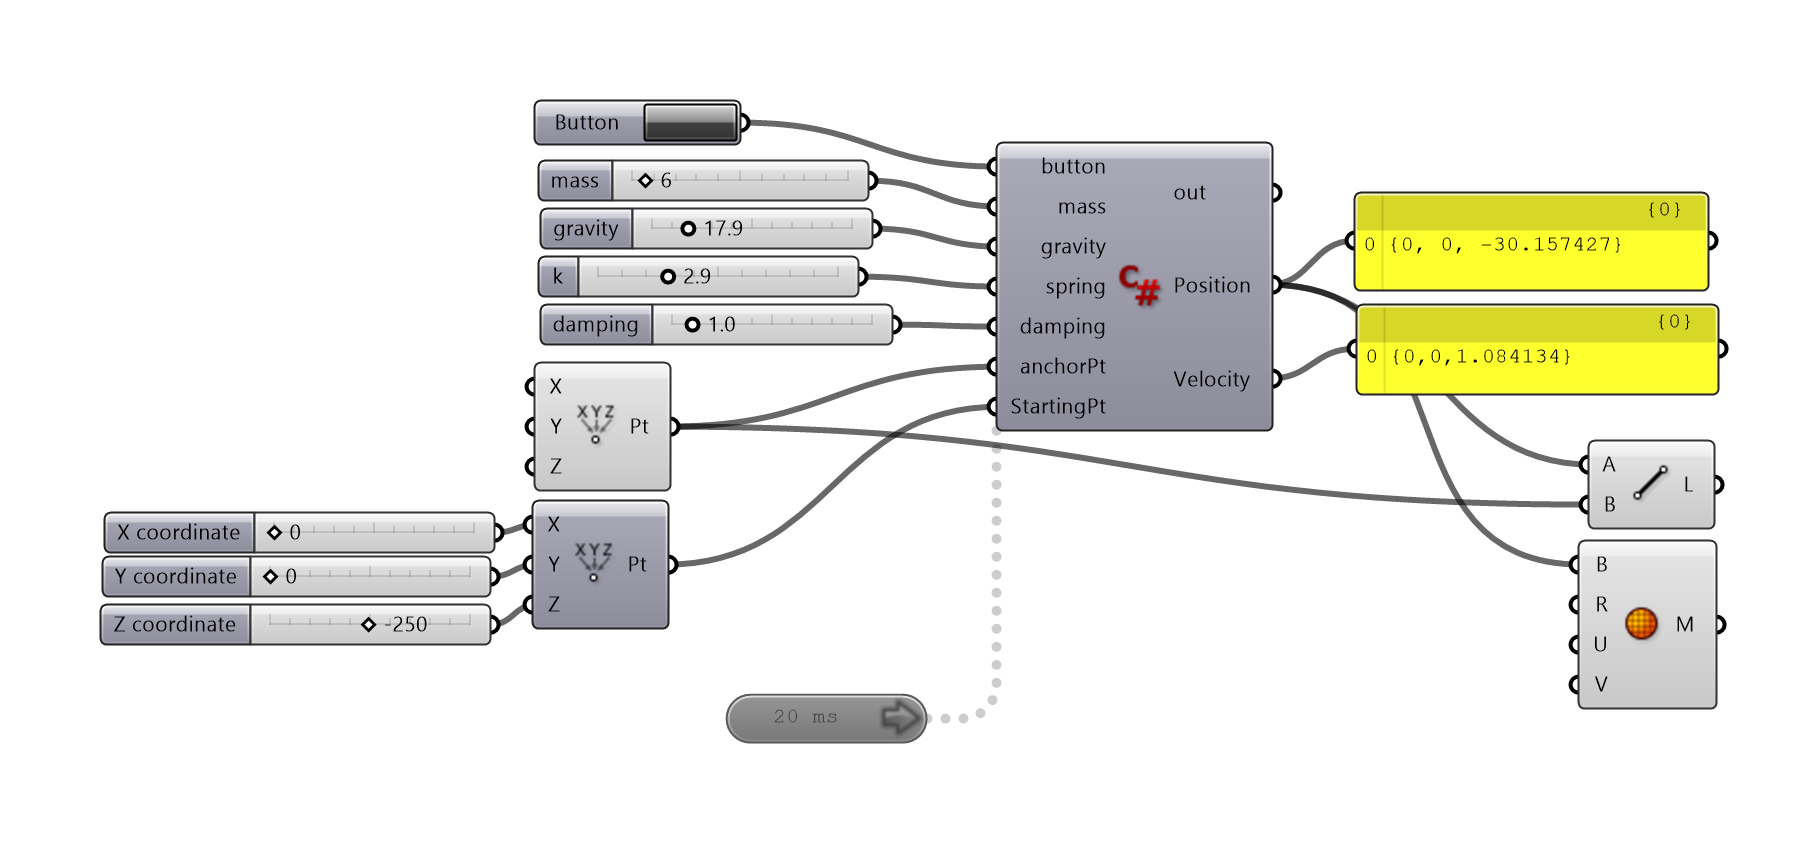 Button
mass 6
gravity 17.9
k 2.9
damping 1.0
X
Y
Z
XYZ
Pt
X coordinate 0
Y coordinate 0
Z coordinate -250
X
Y
Z
XYZ
Pt
20 ms
button
mass
gravity
spring
damping
anchorPt
StartingPt
C#
out
Position
Velocity
{0}
0 {0, 0, -30.157427}
{0}
0 {0,0,1.084134}
A
B
L
B
R
U
V
M